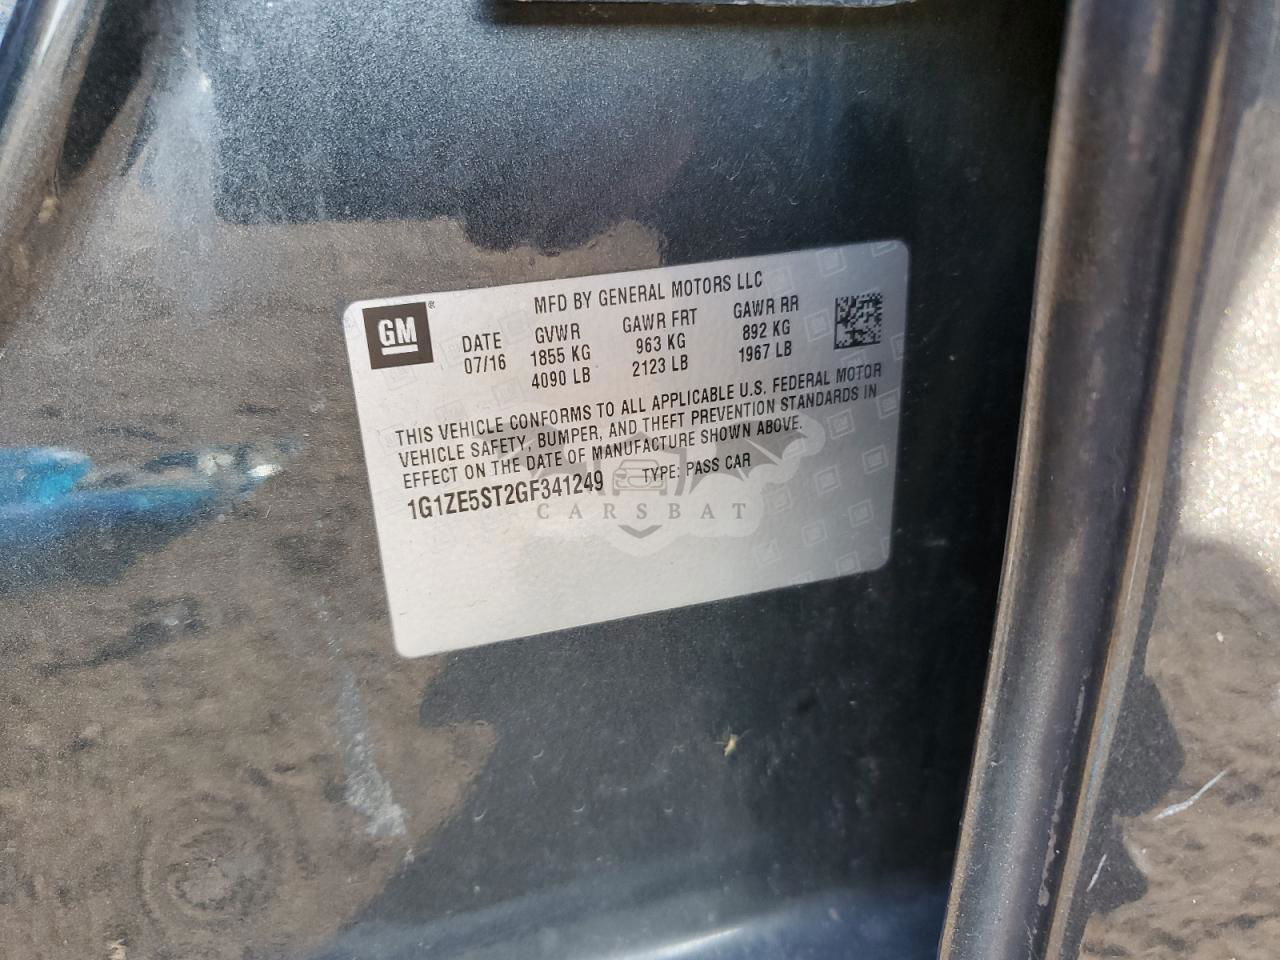 MFD BY GENERAL MOTORS LLC
GM®
DATE GVWR GAWR FRT GAWR RR
07/16 1855 KG 963 KG 892 KG
4090 LB 2123 LB 1967 LB
THIS VEHICLE CONFORMS TO ALL APPLICABLE U.S. FEDERAL MOTOR
VEHICLE SAFETY, BUMPER, AND THEFT PREVENTION STANDARDS IN
EFFECT ON THE DATE OF MANUFACTURE SHOWN ABOVE.
1G1ZE5ST2GF341249 TYPE: PASS CAR
CARSBAT